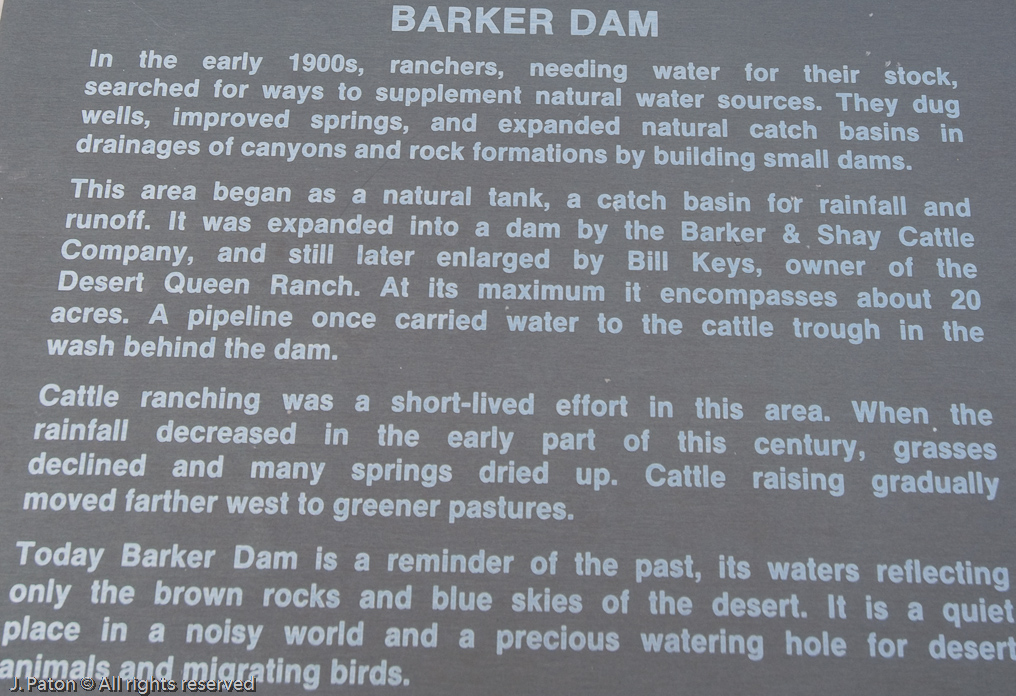 BARKER DAM
In the early 1900s, ranchers, needing water for their stock,
searched for ways to supplement natural water sources. They dug
wells, improved springs, and expanded natural catch basins in
drainages of canyons and rock formations by building small dams.
This area began as a natural tank, a catch basin for rainfall and
runoff. It was expanded into a dam by the Barker & Shay Cattle
Company, and still later enlarged by Bill Keys, owner of the
Desert Queen Ranch. At its maximum it encompasses about 20
acres. A pipeline once carried water to the cattle trough in the
wash behind the dam.
Cattle ranching was a short-lived effort in this area. When the
rainfall decreased in the early part of this century, grasses
declined and many springs dried up. Cattle raising gradually
moved farther west to greener pastures.
Today Barker Dam is a reminder of the past, its waters reflecting
only the brown rocks and blue skies of the desert. It is a quiet
place in a noisy world and a precious watering hole for desert
animals and migrating birds.
J. Paton © All rights reserved